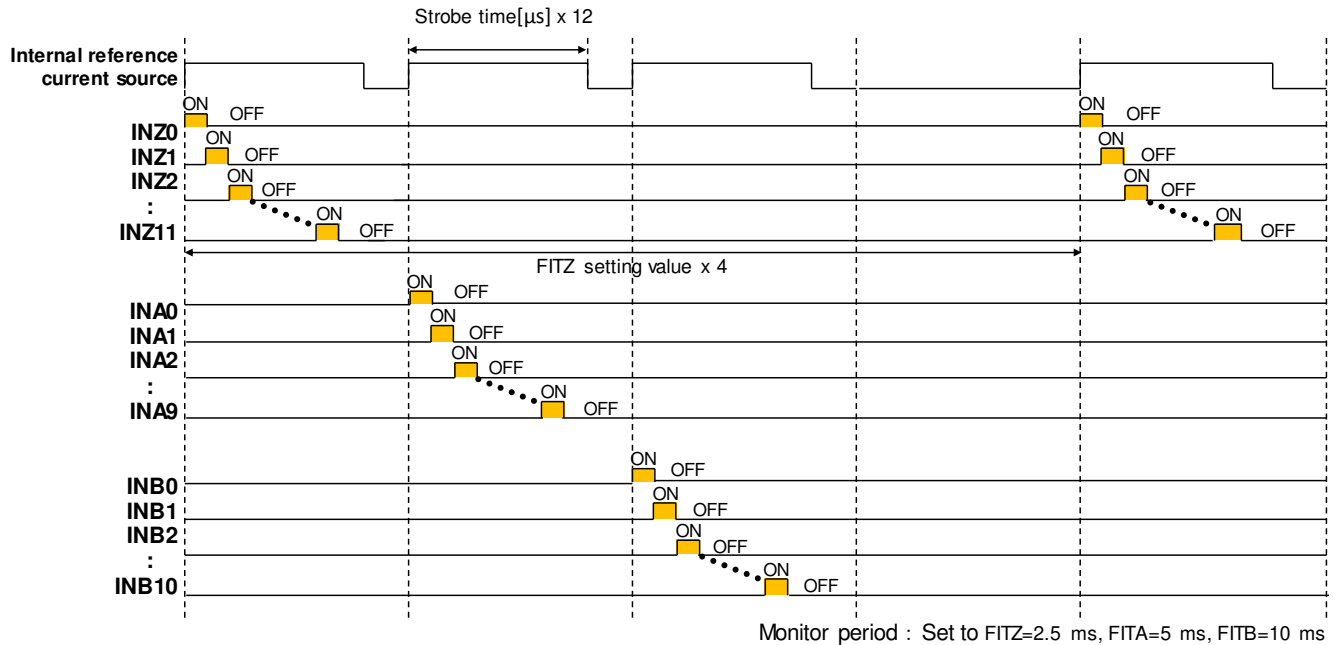 Strobe time[µs] x 12
Internal reference
current source
ON OFF ON OFF
INZ0 ON OFF ON OFF
INZ1 ON OFF ON OFF
INZ2
:
INZ11 ON OFF ON OFF
FITZ setting value x 4
ON OFF
INA0 ON OFF
INA1 ON OFF
INA2
:
INA9 ON OFF
ON OFF
INB0 ON OFF
INB1 ON OFF
INB2
:
INB10 ON OFF
Monitor period : Set to FITZ=2.5 ms, FITA=5 ms, FITB=10 ms